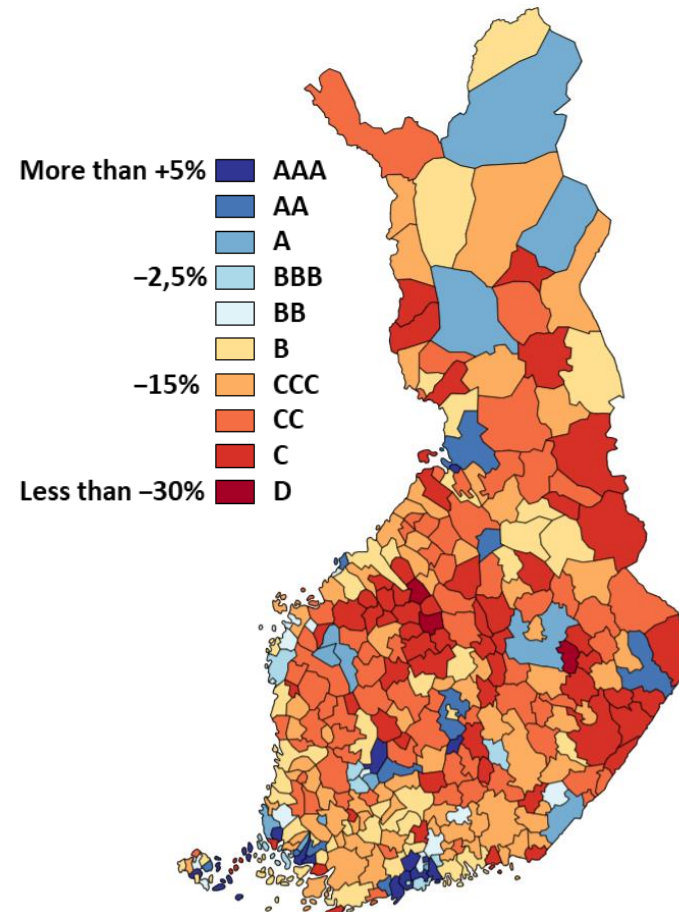 More than +5% AAA
AA
A
−2,5% BBB
BB
B
−15% CCC
CC
C
Less than −30% D